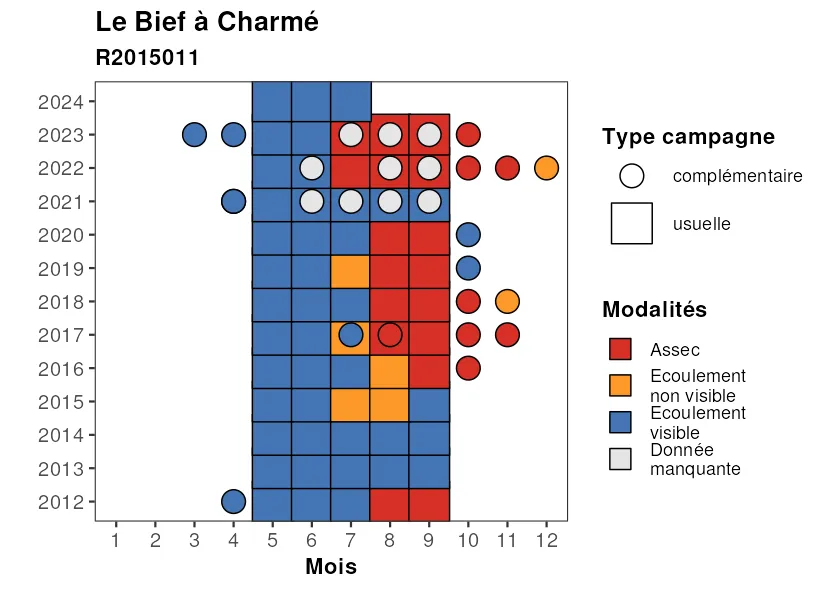 Le Bief à Charmé
R2015011
2024
2023
2022
2021
2020
2019
2018
2017
2016
2015
2014
2013
2012
1 2 3 4 5 6 7 8 9 10 11 12
Mois
Type campagne
complémentaire
usuelle
Modalités
Assec
Ecoulement
non visible
Ecoulement
visible
Donnée
manquante